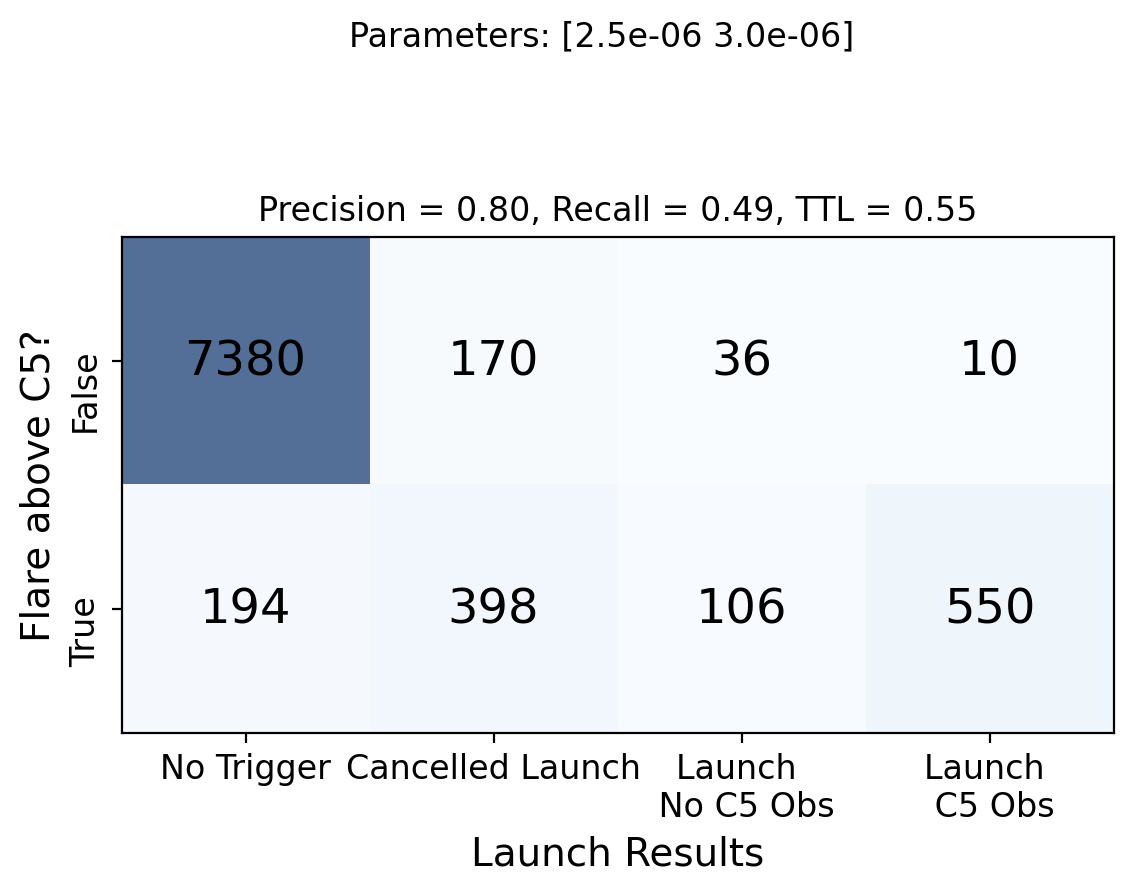 Parameters: [2.5e-06 3.0e-06]
Precision = 0.80, Recall = 0.49, TTL = 0.55
Flare above C5?
False
7380 170 36 10
True
194 398 106 550
No Trigger Cancelled Launch Launch Launch
No C5 Obs C5 Obs
Launch Results